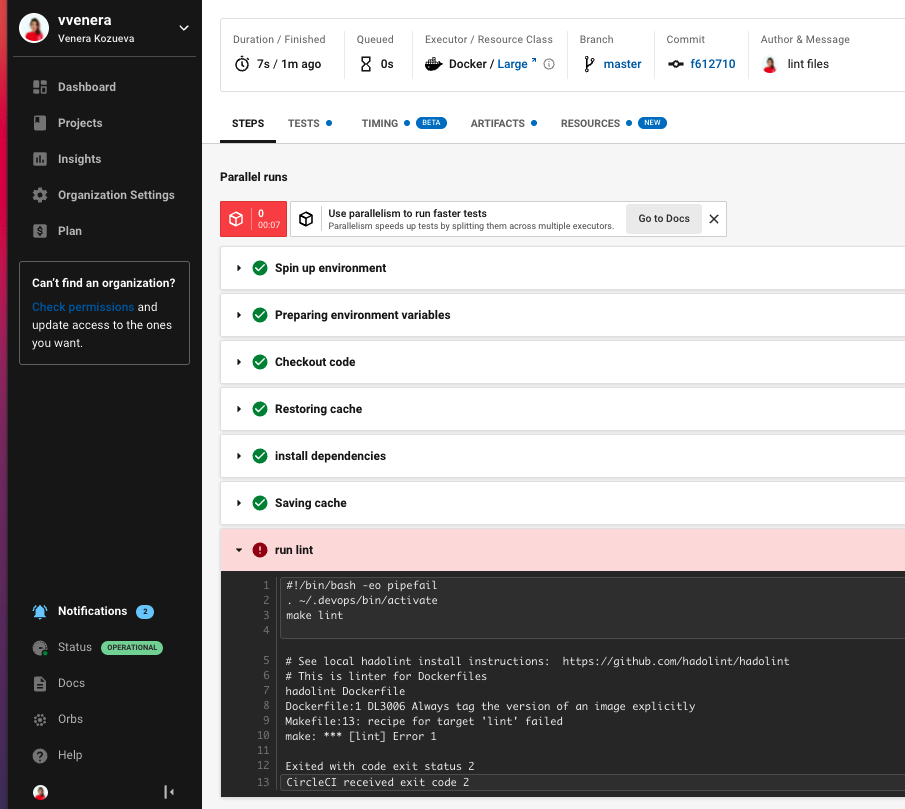 vvenera
Venera Kozueva
Dashboard
Projects
Insights
Organization Settings
Plan
Can't find an organization?
Check permissions and
update access to the ones
you want.
Notifications 2
Status OPERATIONAL
Docs
Orbs
Help
Duration / Finished
7s / 1m ago
Queued
0s
Executor / Resource Class
Docker / Large
Branch
master
Commit
f612710
Author & Message
lint files
STEPS TESTS TIMING BETA ARTIFACTS RESOURCES NEW
Parallel runs
0
00:07
Use parallelism to run faster tests
Parallelism speeds up tests by splitting them across multiple executors.
Go to Docs
Spin up environment
Preparing environment variables
Checkout code
Restoring cache
install dependencies
Saving cache
run lint
1 #!/bin/bash -eo pipefail
2 . ~/.devops/bin/activate
3 make lint
4
5 # See local hadolint install instructions:  https://github.com/hadolint/hadolint
6 # This is linter for Dockerfiles
7 hadolint Dockerfile
8 Dockerfile:1 DL3006 Always tag the version of an image explicitly
9 Makefile:13: recipe for target 'lint' failed
10 make: *** [lint] Error 1
11
12 Exited with code exit status 2
13 CircleCI received exit code 2